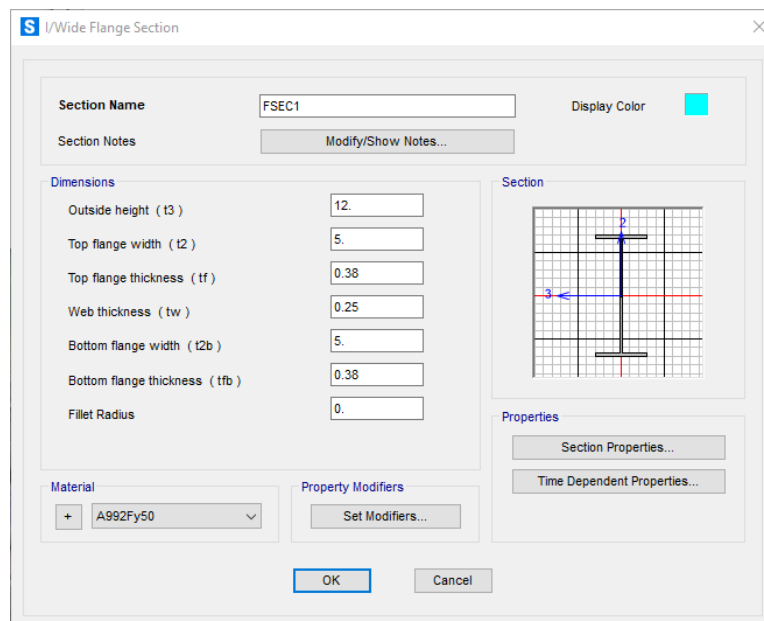 S I/Wide Flange Section
Section Name FSEC1 Display Color
Section Notes Modify/Show Notes...
Dimensions
Outside height ( t3 ) 12.
Top flange width ( t2 ) 5.
Top flange thickness ( tf ) 0.38
Web thickness ( tw ) 0.25
Bottom flange width ( t2b ) 5.
Bottom flange thickness ( tfb ) 0.38
Fillet Radius 0.
Section
2
3
Properties
Section Properties...
Time Dependent Properties...
Material
+ A992Fy50
Property Modifiers
Set Modifiers...
OK Cancel